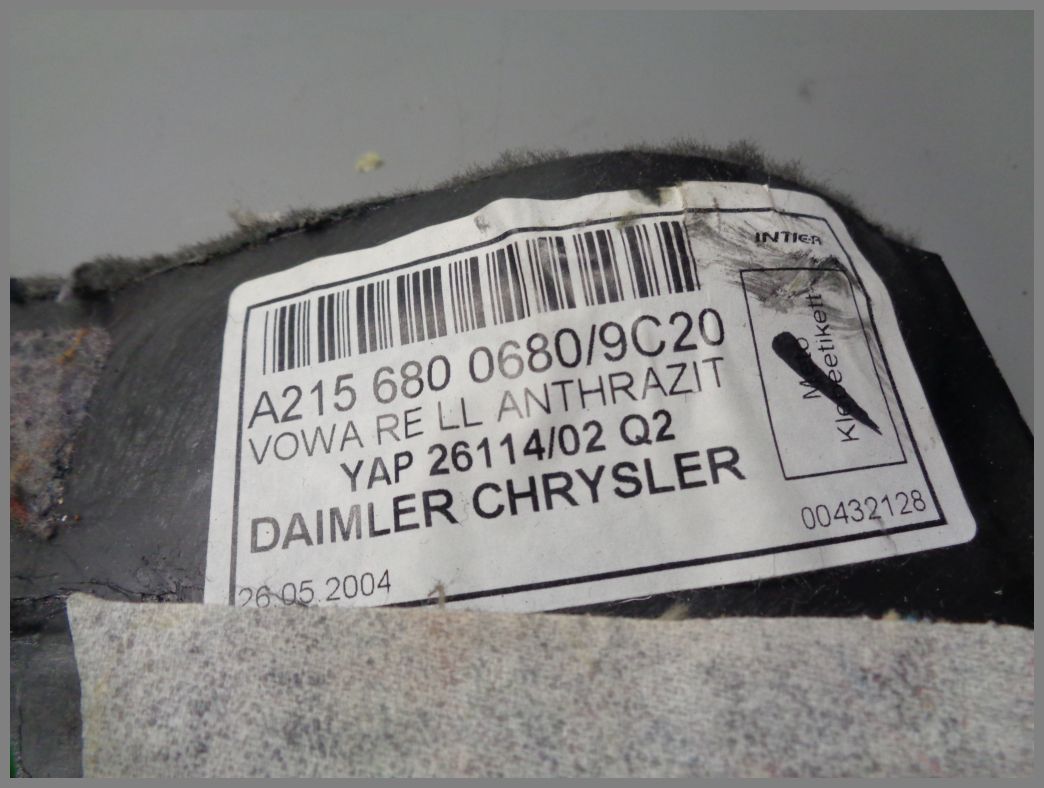 INTIER
A215 680 0680/9C20
VOWA RE LL ANTHRAZIT
YAP 26114/02 Q2
DAIMLER CHRYSLER
26.05.2004
00432128